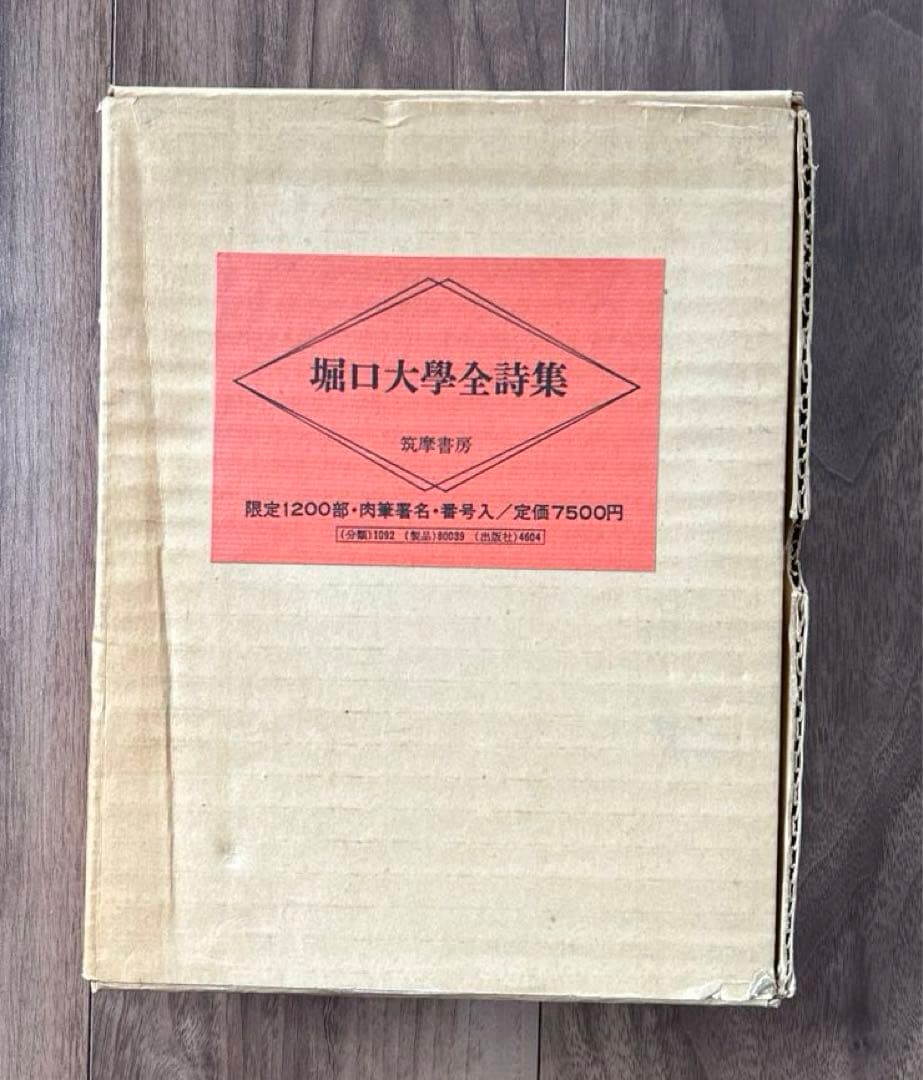 堀口大學全詩集
筑摩書房
限定1200部・肉筆署名・番号入／定価7500円
(分類)1092 (製品)80039 (出版社)4604